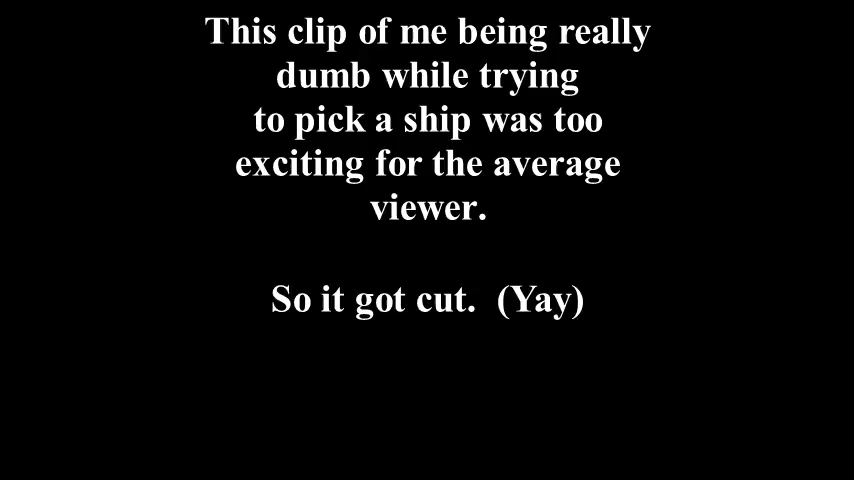 This clip of me being really
dumb while trying
to pick a ship was too
exciting for the average
viewer.
So it got cut.  (Yay)